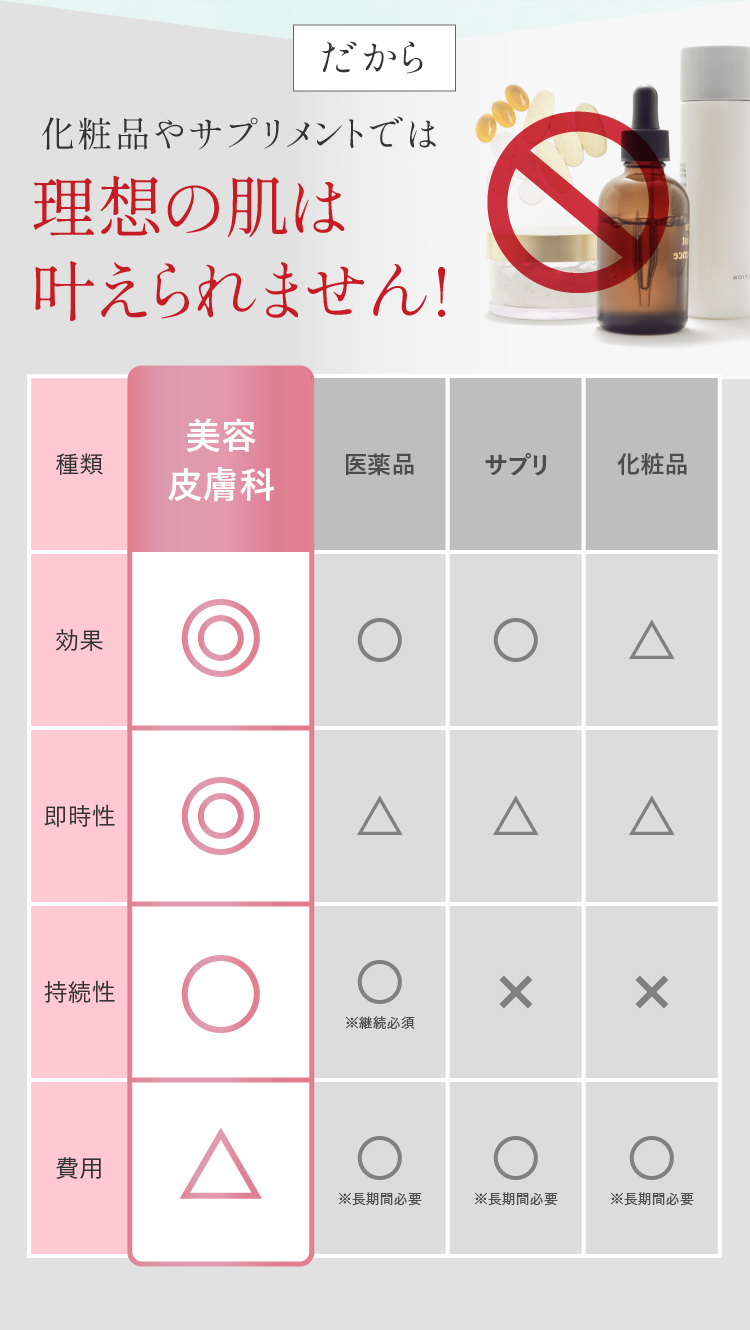 だから
化粧品やサプリメントでは
理想の肌は
叶えられません!
種類 美容皮膚科 医薬品 サプリ 化粧品
効果 ◎ ○ ○ △
即時性 ◎ △ △ △
持続性 ○ ○ × ×
※継続必須
費用 △ ○ ○ ○
※長期間必要 ※長期間必要 ※長期間必要